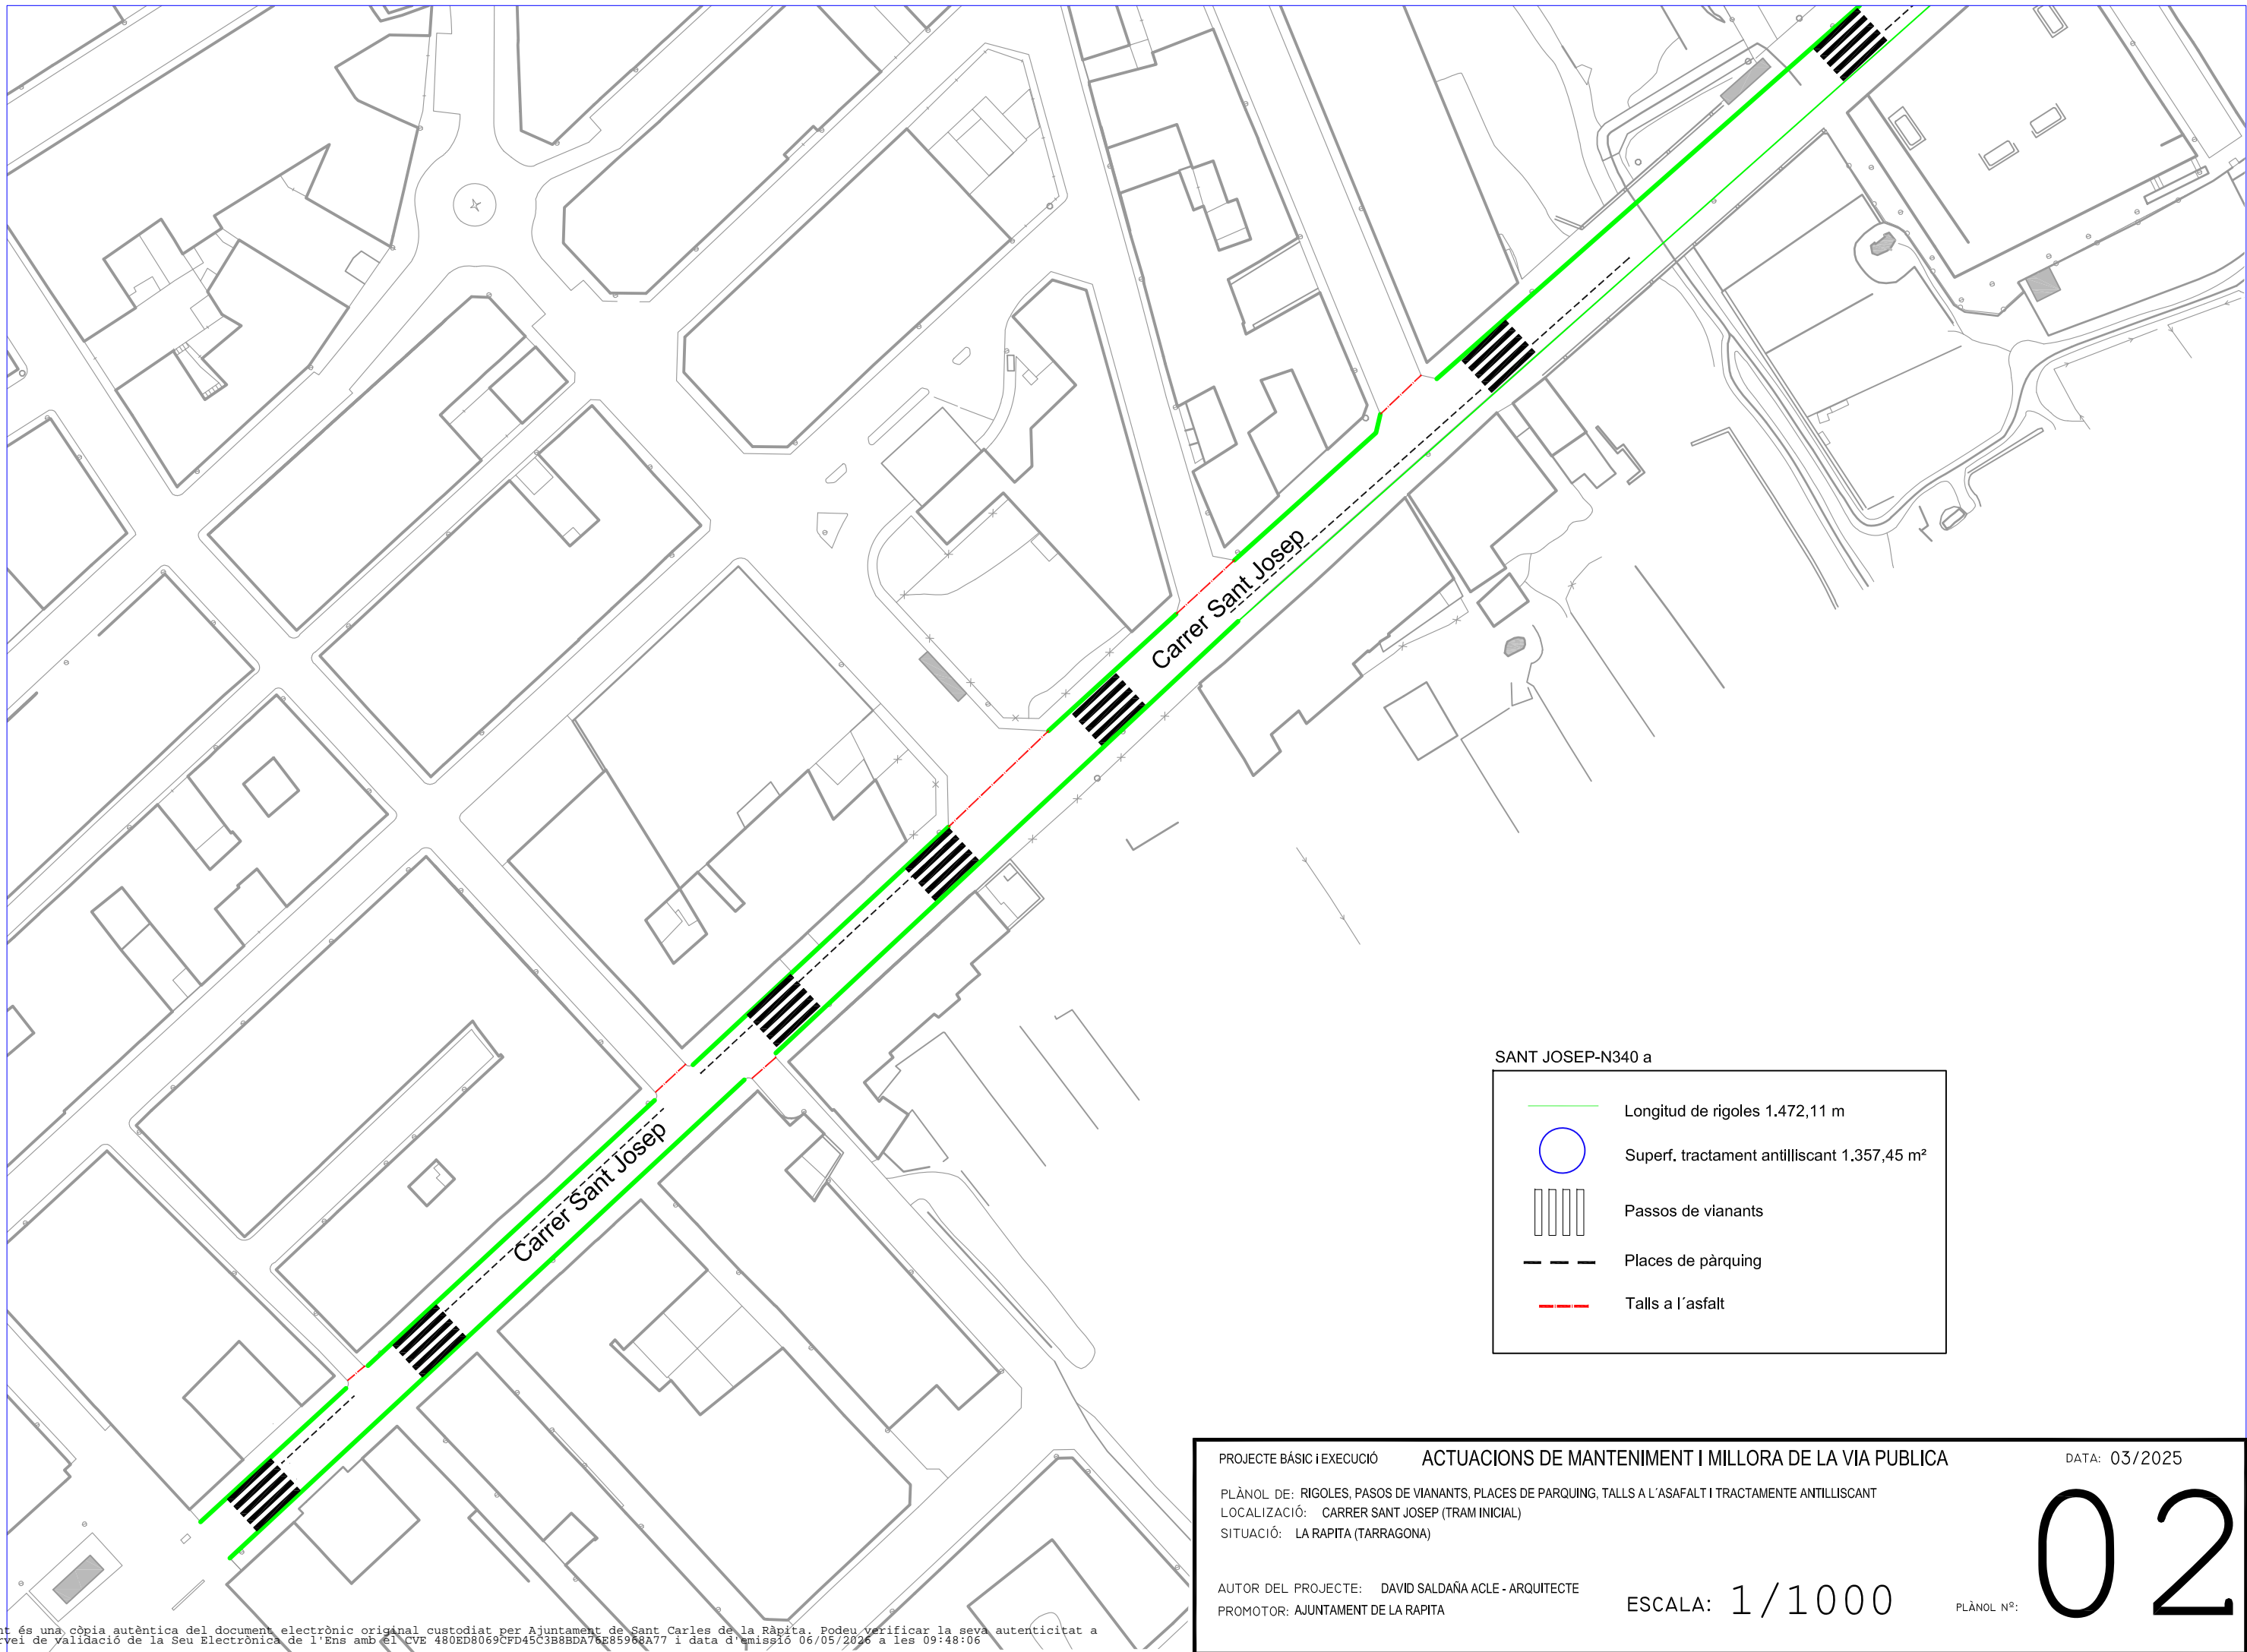 Carrer Sant Josep
Carrer Sant Josep
SANT JOSEP-N340 a
Longitud de rigoles 1.472,11 m
Superf. tractament antilliscant 1.357,45 m²
Passos de vianants
Places de pàrquing
Talls a l´asfalt
PROJECTE BÁSIC i EXECUCIÓ ACTUACIONS DE MANTENIMENT I MILLORA DE LA VIA PUBLICA DATA: 03/2025
PLÀNOL DE: RIGOLES, PASOS DE VIANANTS, PLACES DE PARQUING, TALLS A L´ASAFALT I TRACTAMENTE ANTILLISCANT
LOCALIZACIÓ: CARRER SANT JOSEP (TRAM INICIAL)
SITUACIÓ: LA RAPITA (TARRAGONA)
AUTOR DEL PROJECTE: DAVID SALDAÑA ACLE - ARQUITECTE
PROMOTOR: AJUNTAMENT DE LA RAPITA
ESCALA: 1/1000
PLÀNOL Nº: 02
és una còpia autèntica del document electrònic original custodiat per Ajuntament de Sant Carles de la Ràpita. Podeu verificar la seva autenticitat a
de validació de la Seu Electrònica de l'Ens amb el CVE 480ED8069CFD45C3B8BDA76E85968A77 i data d'emissió 06/05/2026 a les 09:48:06